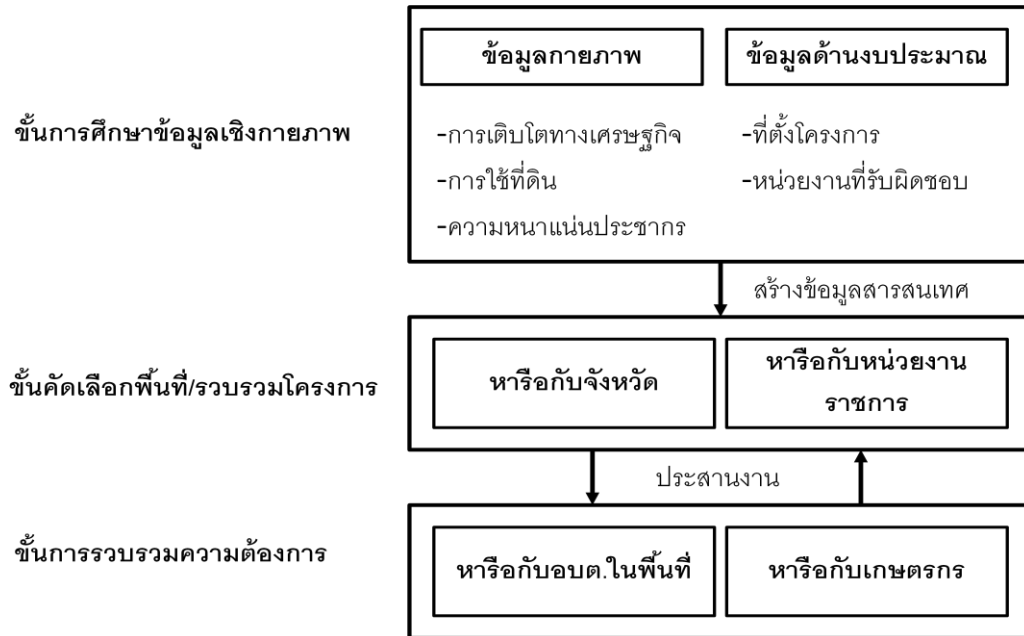 ข้อมูลกายภาพ
ข้อมูลด้านงบประมาณ
ขั้นการศึกษาข้อมูลเชิงกายภาพ
-การเติบโตทางเศรษฐกิจ
-การใช้ที่ดิน
-ความหนาแน่นประชากร
-ที่ตั้งโครงการ
-หน่วยงานที่รับผิดชอบ
สร้างข้อมูลสารสนเทศ
ขั้นคัดเลือกพื้นที่/รวบรวมโครงการ
หารือกับจังหวัด
หารือกับหน่วยงาน
ราชการ
ประสานงาน
ขั้นการรวบรวมความต้องการ
หารือกับอบต.ในพื้นที่
หารือกับเกษตรกร